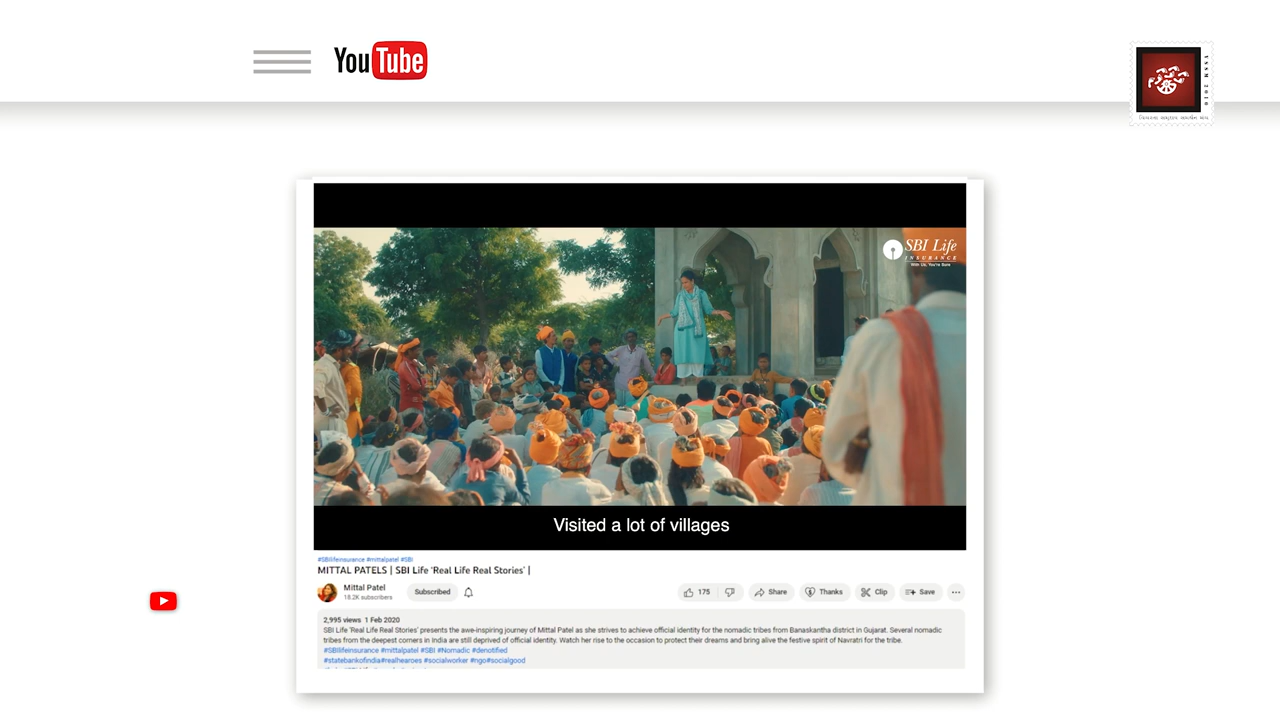 YouTube
VSSM 2010
SBI Life
INSURANCE
With Us, You're Sure
Visited a lot of villages
#SBIlifeinsurance #mittalpatel #SBI
MITTAL PATELS | SBI Life 'Real Life Real Stories' |
Mittal Patel
18.2K subscribers
Subscribed
175
Share
Thanks
Clip
Save
2,995 views 1 Feb 2020
SBI Life 'Real Life Real Stories' presents the awe-inspiring journey of Mittal Patel as she strives to achieve official identity for the nomadic tribes from Banaskantha district in Gujarat. Several nomadic
tribes from the deepest corners in India are still deprived of official identity. Watch her rise to the occasion to protect their dreams and bring alive the festive spirit of Navratri for the tribe.
#SBIlifeinsurance #mittalpatel #SBI #Nomadic #denotified
#statebankofindia#realhearoes #socialworker #ngo#socialgood